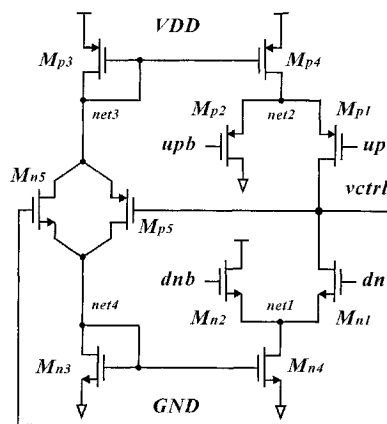 VDD
Mp3
Mp4
net3
net2
Mp2
Mp1
upb
up
Mn5
Mp5
vctrl
dnb
dn
net4
net1
Mn2
Mn1
Mn3
Mn4
GND